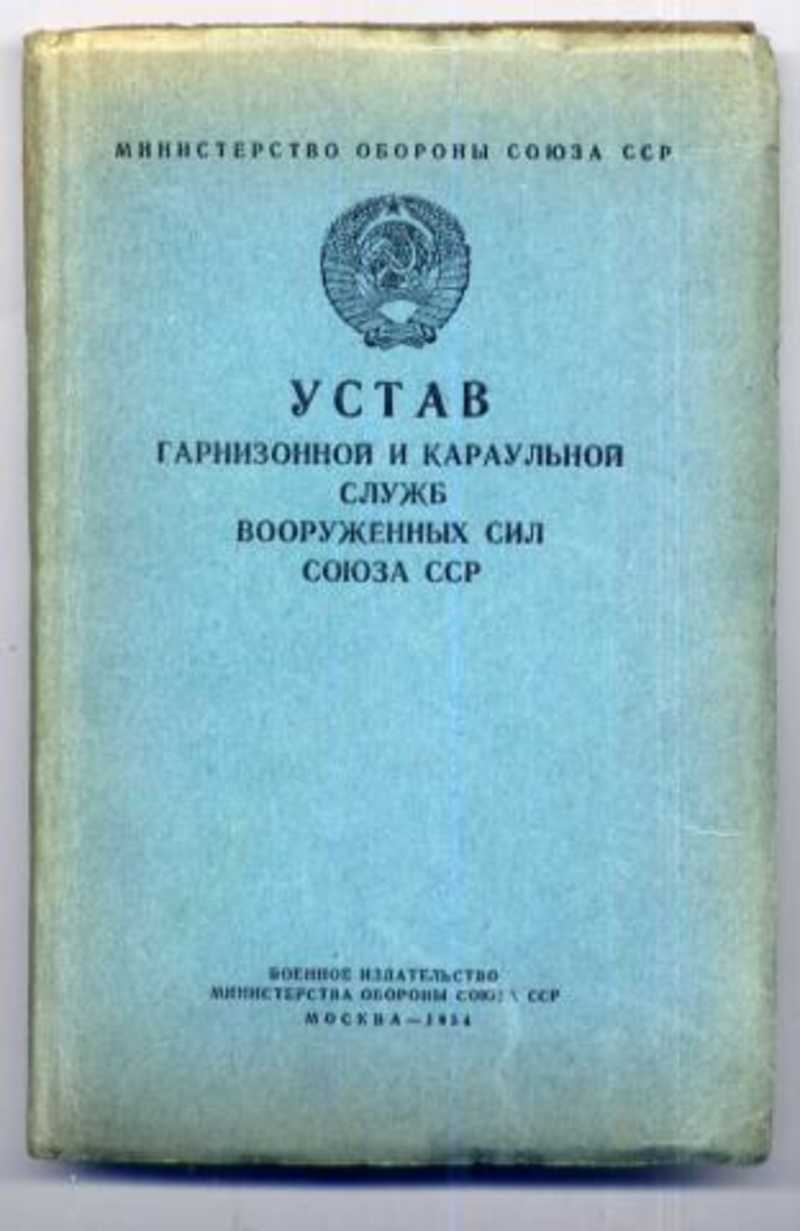 МИНИСТЕРСТВО ОБОРОНЫ СОЮЗА ССР
УСТАВ
ГАРНИЗОННОЙ И КАРАУЛЬНОЙ
СЛУЖБ
ВООРУЖЕННЫХ СИЛ
СОЮЗА ССР
ВОЕННОЕ ИЗДАТЕЛЬСТВО
МИНИСТЕРСТВА ОБОРОНЫ СОЮЗА ССР
МОСКВА—1954